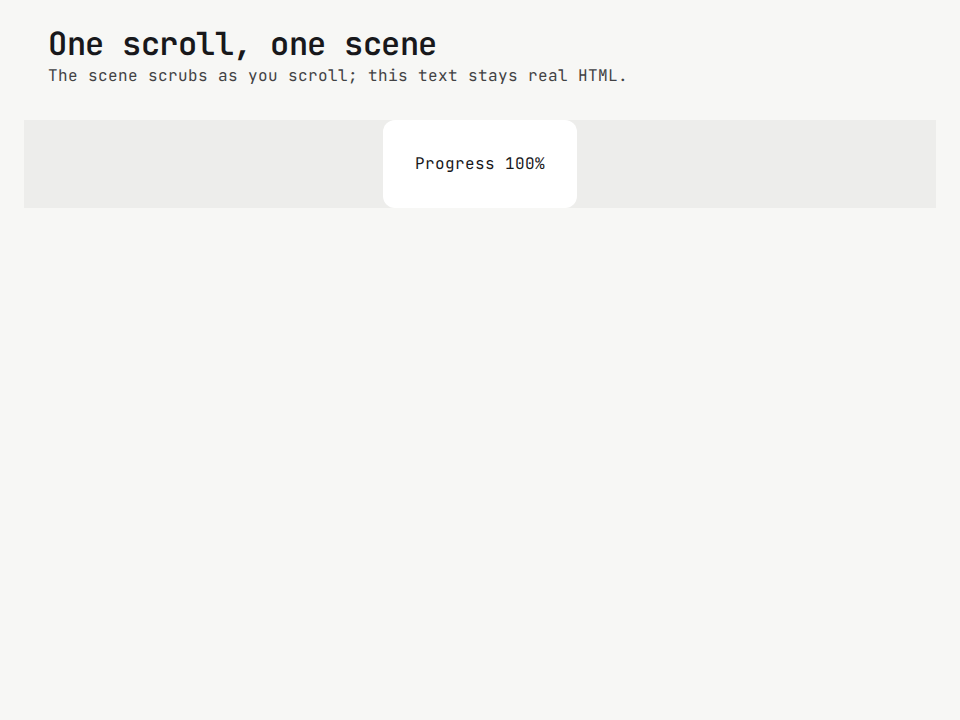 One scroll, one scene
The scene scrubs as you scroll; this text stays real HTML.
Progress 100%